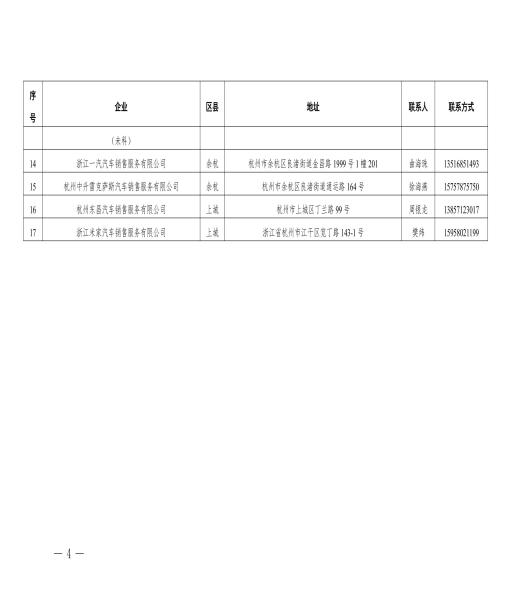 序号 企业 区县 地址 联系人 联系方式
（未科）
14 浙江一汽汽车销售服务有限公司 余杭 杭州市余杭区良渚街道金昌路 1999 号 1 幢 201 曲海珠 13516851493
15 杭州中升雷克萨斯汽车销售服务有限公司 余杭 杭州市余杭区良渚街道通运路 164 号 徐海燕 15757875750
16 杭州东昌汽车销售服务有限公司 上城 杭州市上城区丁兰路 99 号 周银龙 13857123017
17 浙江米家汽车销售服务有限公司 上城 浙江省杭州市江干区笕丁路 143-1 号 樊炜 15958021199
— 4 —